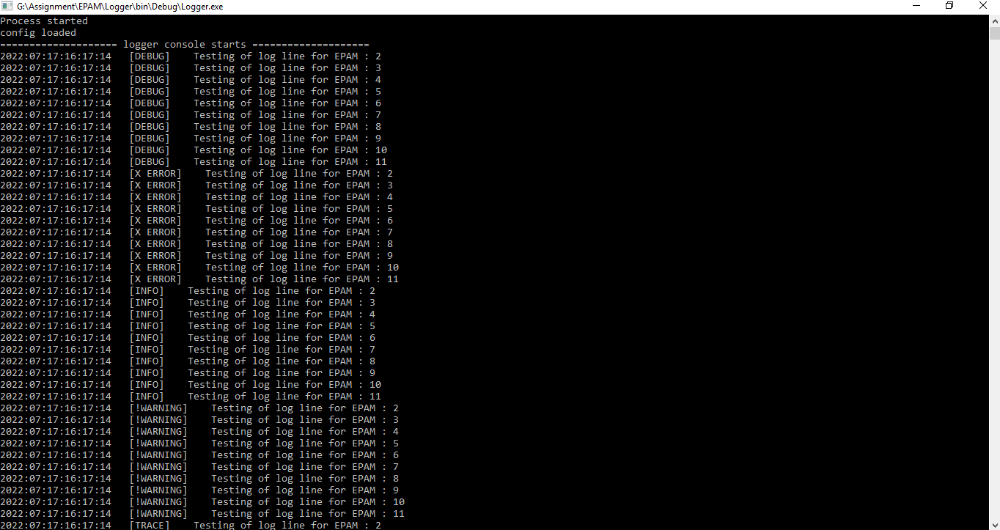 G:\Assignment\EPAM\Logger\bin\Debug\Logger.exe
Process started
config loaded
==================== logger console starts ====================
2022:07:17:16:17:14   [DEBUG]    Testing of log line for EPAM : 2
2022:07:17:16:17:14   [DEBUG]    Testing of log line for EPAM : 3
2022:07:17:16:17:14   [DEBUG]    Testing of log line for EPAM : 4
2022:07:17:16:17:14   [DEBUG]    Testing of log line for EPAM : 5
2022:07:17:16:17:14   [DEBUG]    Testing of log line for EPAM : 6
2022:07:17:16:17:14   [DEBUG]    Testing of log line for EPAM : 7
2022:07:17:16:17:14   [DEBUG]    Testing of log line for EPAM : 8
2022:07:17:16:17:14   [DEBUG]    Testing of log line for EPAM : 9
2022:07:17:16:17:14   [DEBUG]    Testing of log line for EPAM : 10
2022:07:17:16:17:14   [DEBUG]    Testing of log line for EPAM : 11
2022:07:17:16:17:14   [X ERROR]    Testing of log line for EPAM : 2
2022:07:17:16:17:14   [X ERROR]    Testing of log line for EPAM : 3
2022:07:17:16:17:14   [X ERROR]    Testing of log line for EPAM : 4
2022:07:17:16:17:14   [X ERROR]    Testing of log line for EPAM : 5
2022:07:17:16:17:14   [X ERROR]    Testing of log line for EPAM : 6
2022:07:17:16:17:14   [X ERROR]    Testing of log line for EPAM : 7
2022:07:17:16:17:14   [X ERROR]    Testing of log line for EPAM : 8
2022:07:17:16:17:14   [X ERROR]    Testing of log line for EPAM : 9
2022:07:17:16:17:14   [X ERROR]    Testing of log line for EPAM : 10
2022:07:17:16:17:14   [X ERROR]    Testing of log line for EPAM : 11
2022:07:17:16:17:14   [INFO]    Testing of log line for EPAM : 2
2022:07:17:16:17:14   [INFO]    Testing of log line for EPAM : 3
2022:07:17:16:17:14   [INFO]    Testing of log line for EPAM : 4
2022:07:17:16:17:14   [INFO]    Testing of log line for EPAM : 5
2022:07:17:16:17:14   [INFO]    Testing of log line for EPAM : 6
2022:07:17:16:17:14   [INFO]    Testing of log line for EPAM : 7
2022:07:17:16:17:14   [INFO]    Testing of log line for EPAM : 8
2022:07:17:16:17:14   [INFO]    Testing of log line for EPAM : 9
2022:07:17:16:17:14   [INFO]    Testing of log line for EPAM : 10
2022:07:17:16:17:14   [INFO]    Testing of log line for EPAM : 11
2022:07:17:16:17:14   [!WARNING]    Testing of log line for EPAM : 2
2022:07:17:16:17:14   [!WARNING]    Testing of log line for EPAM : 3
2022:07:17:16:17:14   [!WARNING]    Testing of log line for EPAM : 4
2022:07:17:16:17:14   [!WARNING]    Testing of log line for EPAM : 5
2022:07:17:16:17:14   [!WARNING]    Testing of log line for EPAM : 6
2022:07:17:16:17:14   [!WARNING]    Testing of log line for EPAM : 7
2022:07:17:16:17:14   [!WARNING]    Testing of log line for EPAM : 8
2022:07:17:16:17:14   [!WARNING]    Testing of log line for EPAM : 9
2022:07:17:16:17:14   [!WARNING]    Testing of log line for EPAM : 10
2022:07:17:16:17:14   [!WARNING]    Testing of log line for EPAM : 11
2022:07:17:16:17:14   [TRACE]    Testing of log line for EPAM : 2